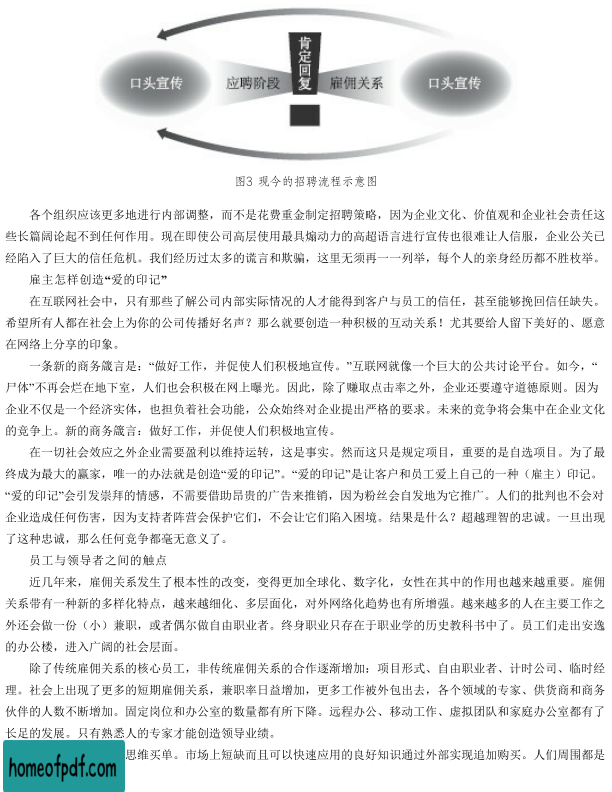 口头宣传
应聘阶段
肯定回复
雇佣关系
口头宣传
图3 现今的招聘流程示意图
各个组织应该更多地进行内部调整，而不是花费重金制定招聘策略，因为企业文化、价值观和企业社会责任这
些长篇阔论起不到任何作用。现在即使公司高层使用最具煽动力的高超语言进行宣传也很难让人信服，企业公关已
经陷入了巨大的信任危机。我们经历过太多的谎言和欺骗，这里无须再一一列举，每个人的亲身经历都不胜枚举。
雇主怎样创造“爱的印记”
在互联网社会中，只有那些了解公司内部实际情况的人才能得到客户与员工的信任，甚至能够挽回信任缺失。
希望所有人都在社会上为你的公司传播好名声？那么就要创造一种积极的互动关系！尤其要给人留下美好的、愿意
在网络上分享的印象。
一条新的商务箴言是：“做好工作，并促使人们积极地宣传。”互联网就像一个巨大的公共讨论平台。如今，“
尸体”不再会烂在地下室，人们也会积极在网上曝光。因此，除了赚取点击率之外，企业还要遵守道德原则。因为
企业不仅是一个经济实体，也担负着社会功能，公众始终对企业提出严格的要求。未来的竞争将会集中在企业文化
的竞争上。新的商务箴言：做好工作，并促使人们积极地宣传。
在一切社会效应之外企业需要盈利以维持运转，这是事实。然而这只是规定项目，重要的是自选项目。为了最
终成为最大的赢家，唯一的办法就是创造“爱的印记”。“爱的印记”是让客户和员工爱上自己的一种（雇主）印记。
“爱的印记”会引发崇拜的情感，不需要借助昂贵的广告来推销，因为粉丝会自发地为它推广。人们的批判也不会对
企业造成任何伤害，因为支持者阵营会保护它们，不会让它们陷入困境。结果是什么？超越理智的忠诚。一旦出现
了这种忠诚，那么任何竞争都毫无意义了。
员工与领导者之间的触点
近几年来，雇佣关系发生了根本性的改变，变得更加全球化、数字化，女性在其中的作用也越来越重要。雇佣
关系带有一种新的多样化特点，越来越细化、多层面化，对外网络化趋势也有所增强。越来越多的人在主要工作之
外还会做一份（小）兼职，或者偶尔做自由职业者。终身职业只存在于职业学的历史教科书中了。员工们走出安逸
的办公楼，进入广阔的社会层面。
除了传统雇佣关系的核心员工，非传统雇佣关系的合作逐渐增加：项目形式、自由职业者、计时公司、临时经
理。社会上出现了更多的短期雇佣关系，兼职率日益增加，更多工作被外包出去，各个领域的专家、供货商和商务
伙伴的人数不断增加。固定岗位和办公室的数量都有所下降。远程办公、移动工作、虚拟团队和家庭办公室都有了
长足的发展。只有熟悉人的专家才能创造领导业绩。
思维买单。市场上短缺而且可以快速应用的良好知识通过外部实现追加购买。人们周围都是
homeofpdf.com